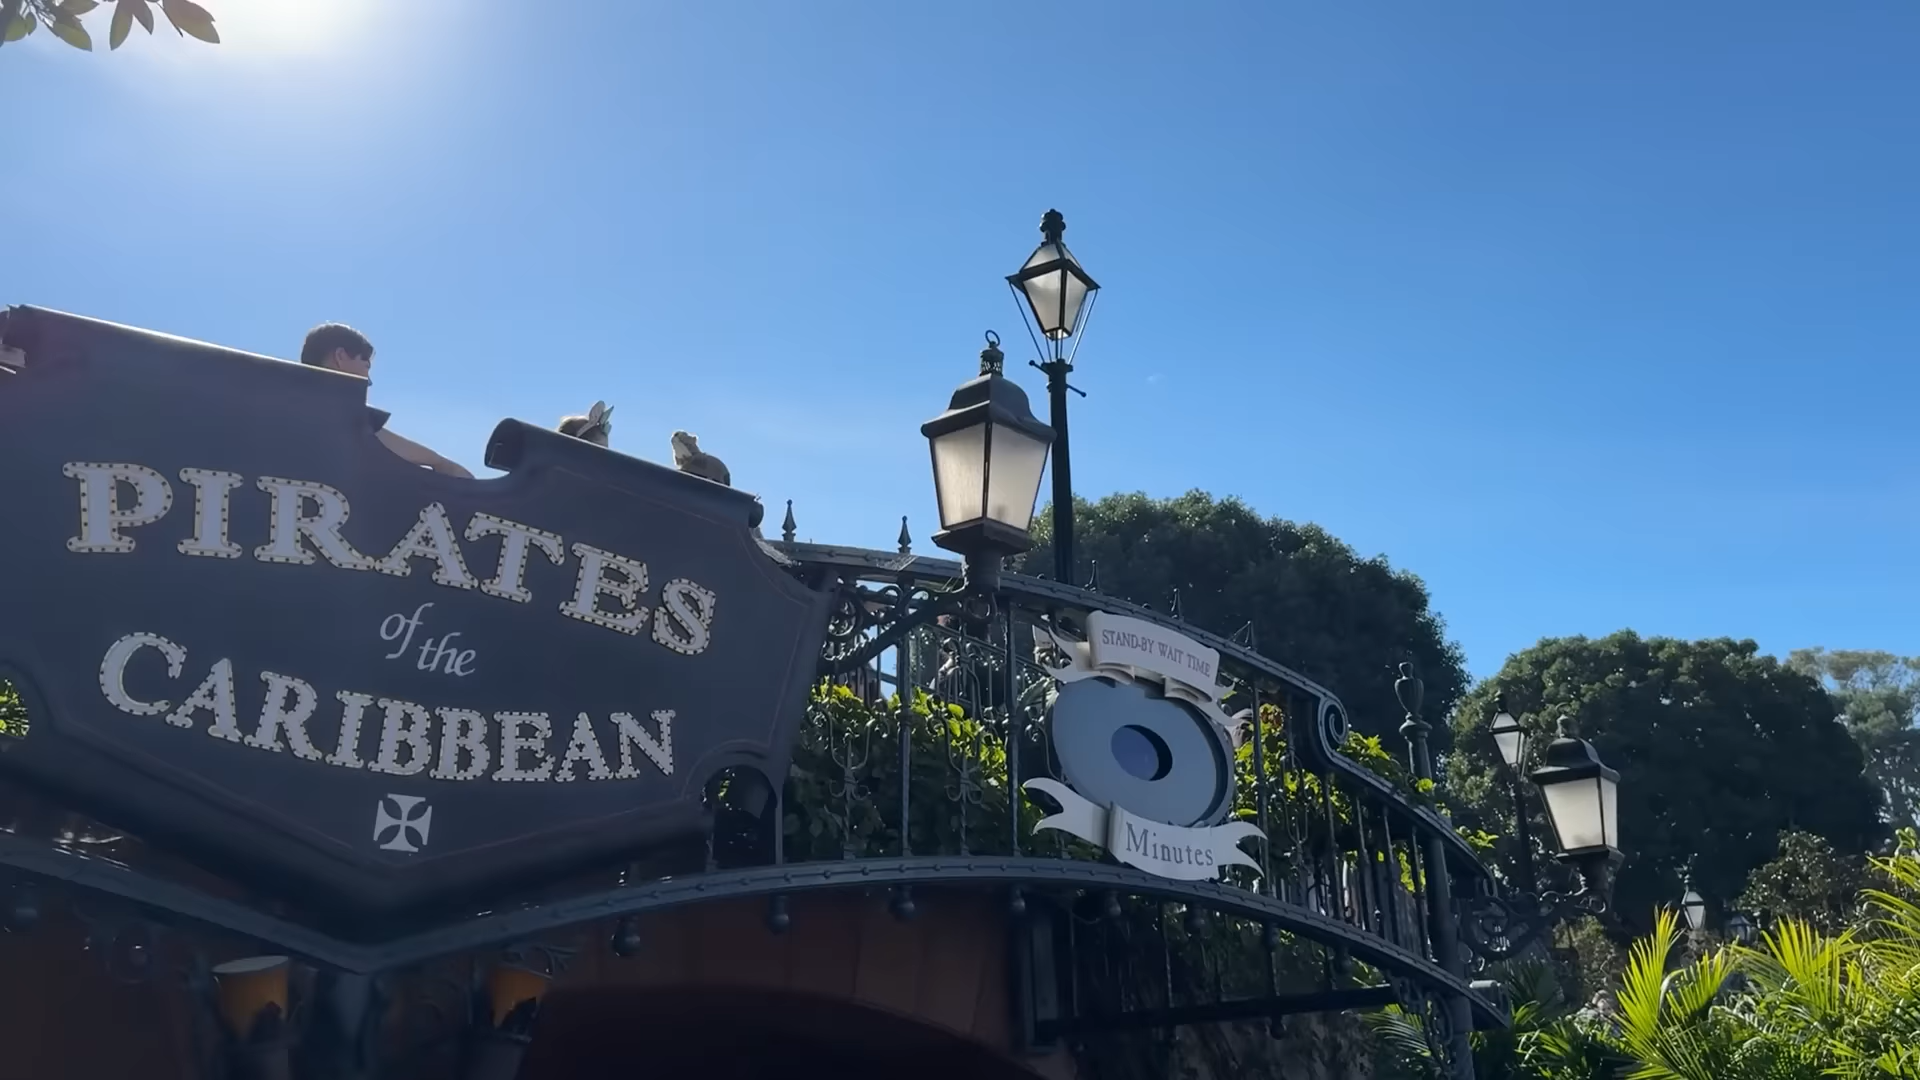 PIRATES
of the
CARIBBEAN
STAND-BY WAIT TIME
Minutes